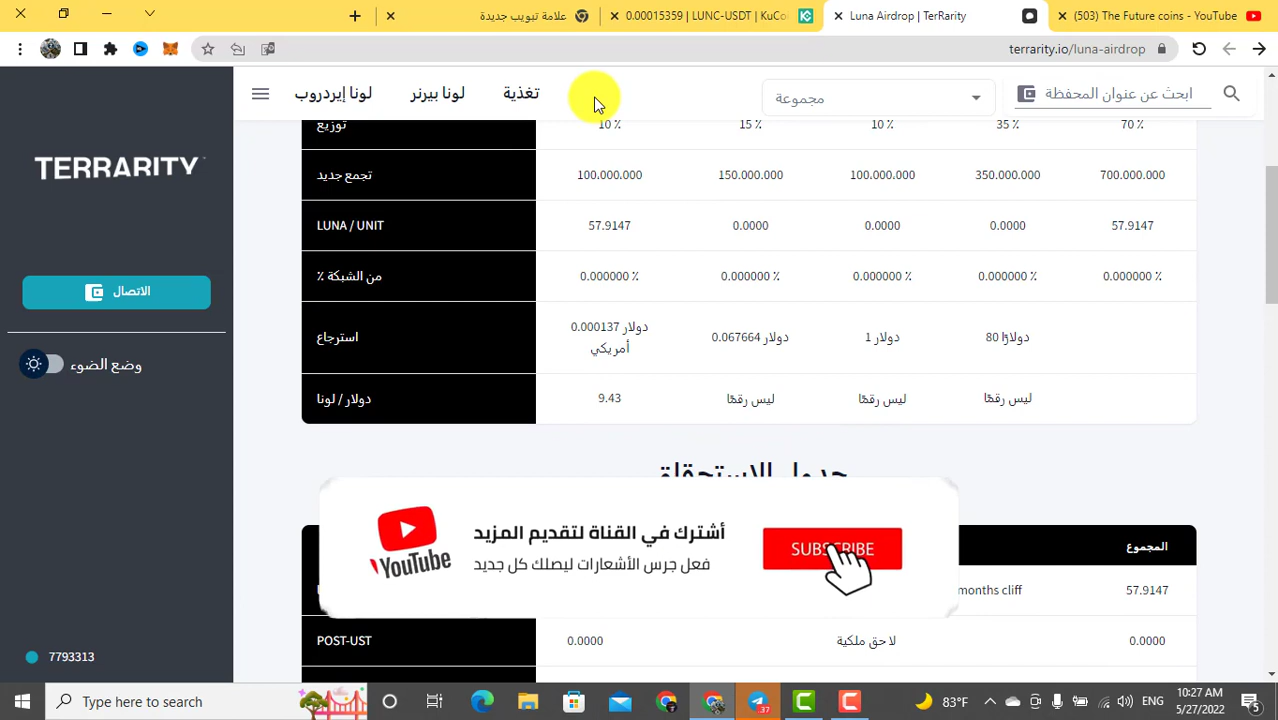 علامة تبويب جديدة
0.00015359 | LUNC-USDT | KuCo
Luna Airdrop | TerRarity
(503) The Future coins - YouTube
terrarity.io/luna-airdrop
لونا إيردروب
لونا بيرنر
تغذية
مجموعة
ابحث عن عنوان المحفظة
TERRARITY
الاتصال
وضع الضوء
7793313
توزيع 10 % 15 % 10 % 35 % 70 %
تجمع جديد 100.000.000 150.000.000 100.000.000 350.000.000 700.000.000
LUNA / UNIT 57.9147 0.0000 0.0000 0.0000 57.9147
من الشبكة % 0.000000 % 0.000000 % 0.000000 % 0.000000 % 0.000000 %
استرجاع دولار 0.000137 أمريكي دولار 0.067664 دولار 1 دولارًا 80
دولار / لونا 9.43 ليس رقمًا ليس رقمًا ليس رقمًا
جدول الاستحقاق
المجموع
months cliff 57.9147
POST-UST 0.0000 لا حق ملكية 0.0000
YouTube
أشترك في القناة لتقديم المزيد
فعل جرس الأشعارات ليصلك كل جديد
SUBSCRIBE
Type here to search
37
83°F
ENG
10:27 AM
5/27/2022
5